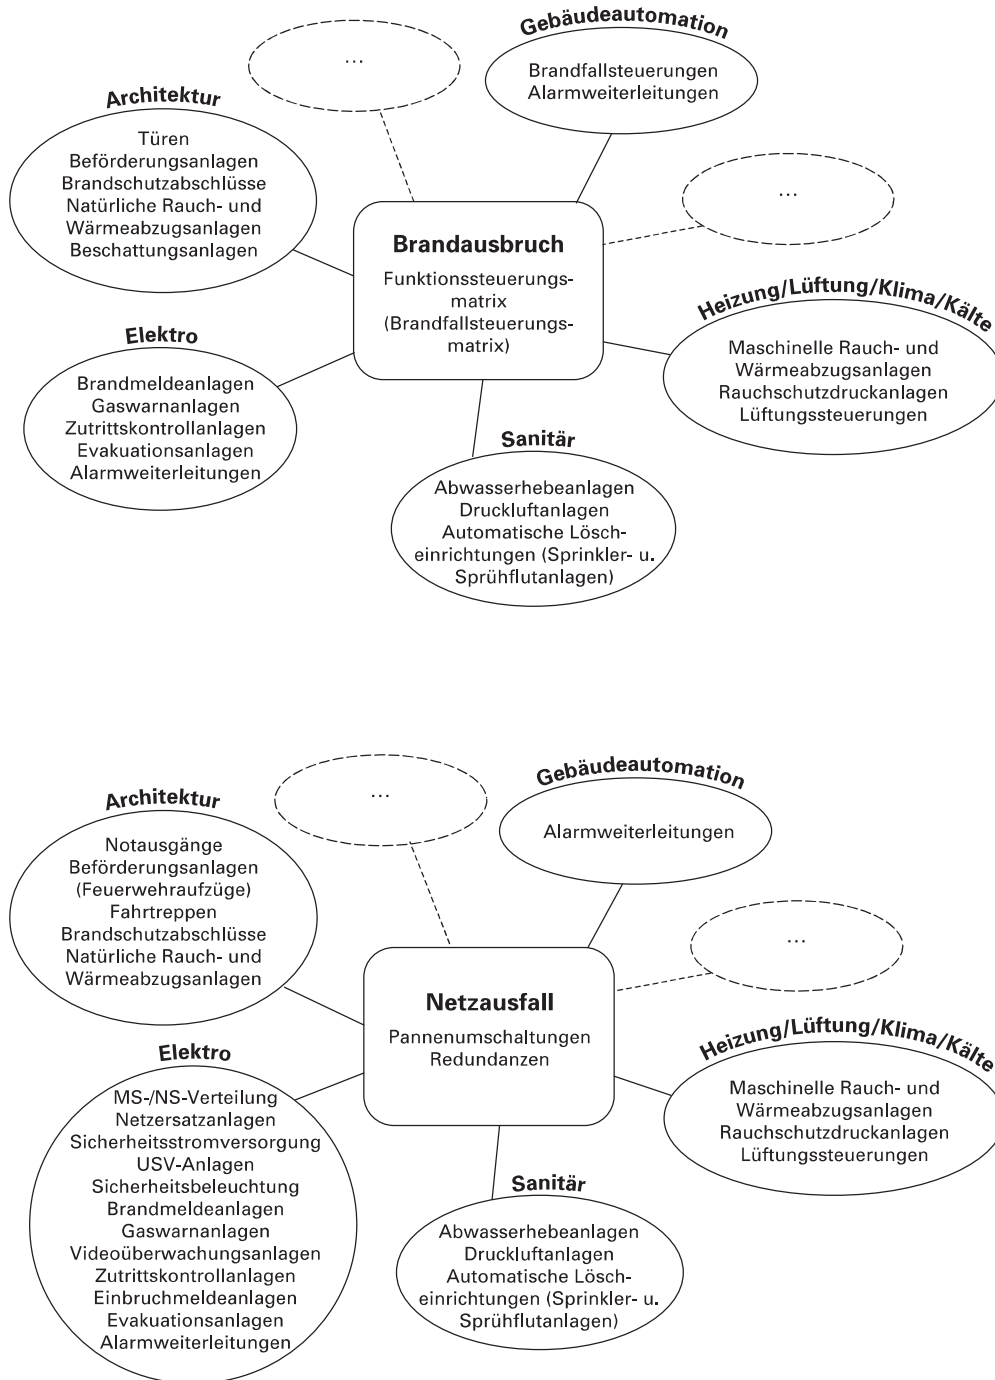 Gebäudeautomation
Brandfallsteuerungen
Alarmweiterleitungen
...
Architektur
Türen
Beförderungsanlagen
Brandschutzabschlüsse
Natürliche Rauch- und
Wärmeabzugsanlagen
Beschattungsanlagen
...
Brandausbruch
Funktionssteuerungs-
matrix
(Brandfallsteuerungs-
matrix)
Heizung/Lüftung/Klima/Kälte
Maschinelle Rauch- und
Wärmeabzugsanlagen
Rauchschutzdruckanlagen
Lüftungssteuerungen
Elektro
Brandmeldeanlagen
Gaswarnanlagen
Zutrittskontrollanlagen
Evakuationsanlagen
Alarmweiterleitungen
Sanitär
Abwasserhebeanlagen
Druckluftanlagen
Automatische Lösch-
einrichtungen (Sprinkler- u.
Sprühflutanlagen)
Gebäudeautomation
Alarmweiterleitungen
...
Architektur
Notausgänge
Beförderungsanlagen
(Feuerwehraufzüge)
Fahrtreppen
Brandschutzabschlüsse
Natürliche Rauch- und
Wärmeabzugsanlagen
...
Netzausfall
Pannenumschaltungen
Redundanzen
Heizung/Lüftung/Klima/Kälte
Maschinelle Rauch- und
Wärmeabzugsanlagen
Rauchschutzdruckanlagen
Lüftungssteuerungen
Elektro
MS-/NS-Verteilung
Netzersatzanlagen
Sicherheitsstromversorgung
USV-Anlagen
Sicherheitsbeleuchtung
Brandmeldeanlagen
Gaswarnanlagen
Videoüberwachungsanlagen
Zutrittskontrollanlagen
Einbruchmeldeanlagen
Evakuationsanlagen
Alarmweiterleitungen
Sanitär
Abwasserhebeanlagen
Druckluftanlagen
Automatische Lösch-
einrichtungen (Sprinkler- u.
Sprühflutanlagen)